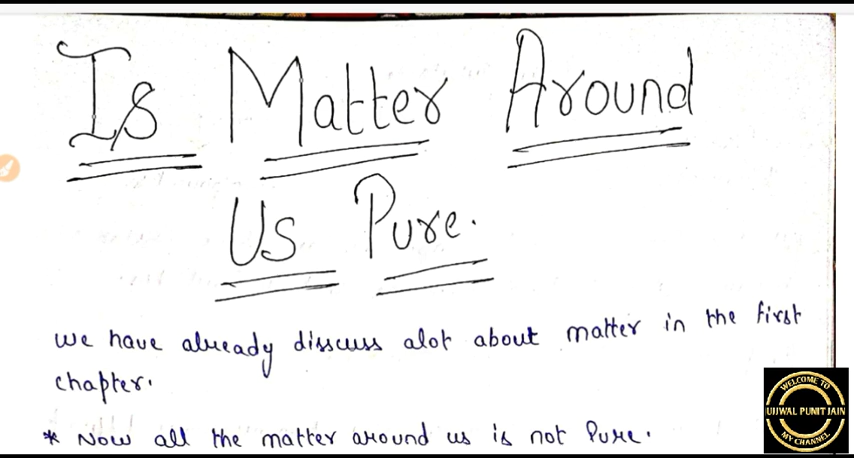 Is Matter Around
Us Pure.
we have already disscuss alot about matter in the first
chapter.
* Now all the matter around us is not Pure.
WELCOME TO
UJJWAL PUNIT JAIN
MY CHANNEL